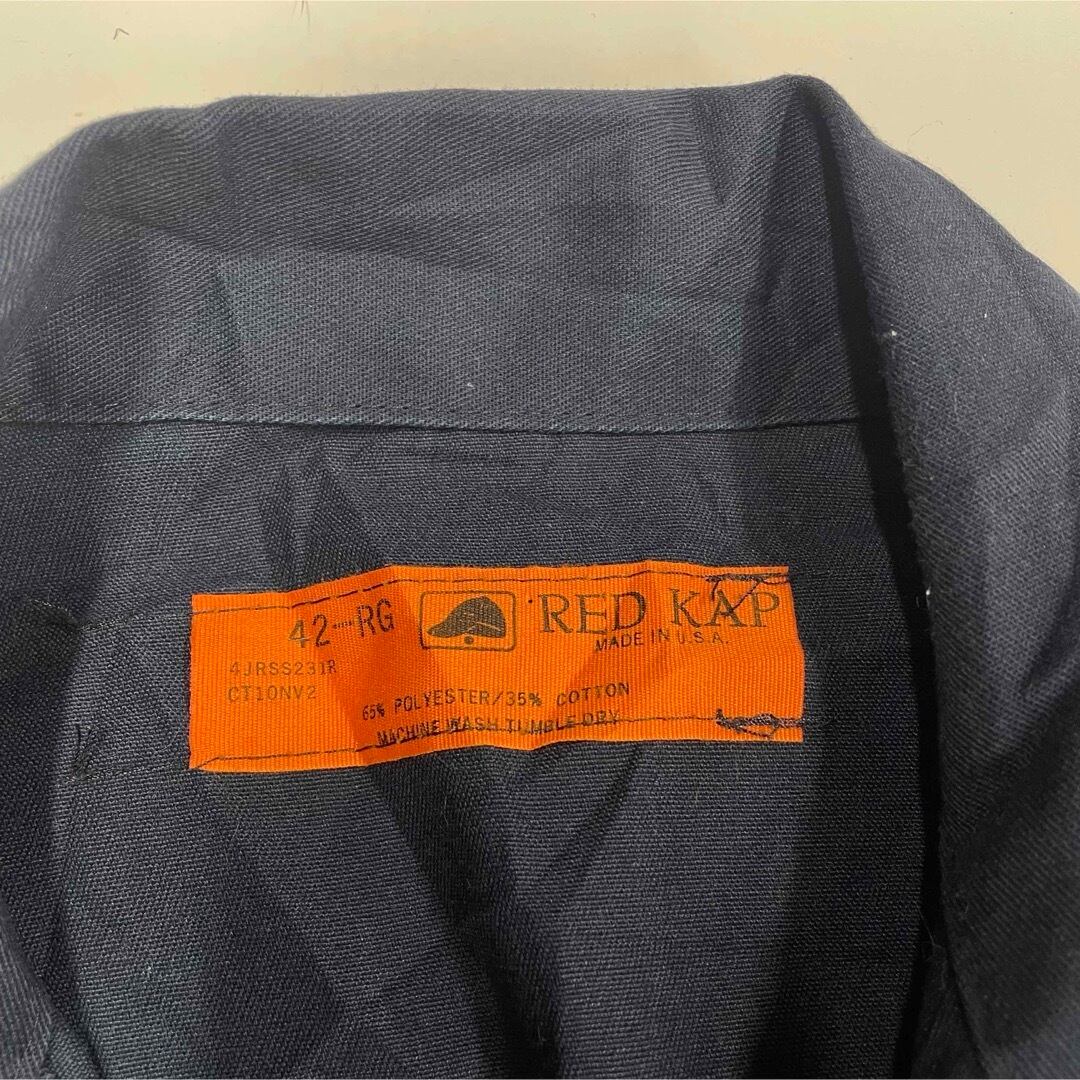 42-RG
RED KAP
MADE IN U.S.A.
4JRSS231R
CT10NV2
65% POLYESTER/35% COTTON
MACHINE WASH TUMBLE DRY